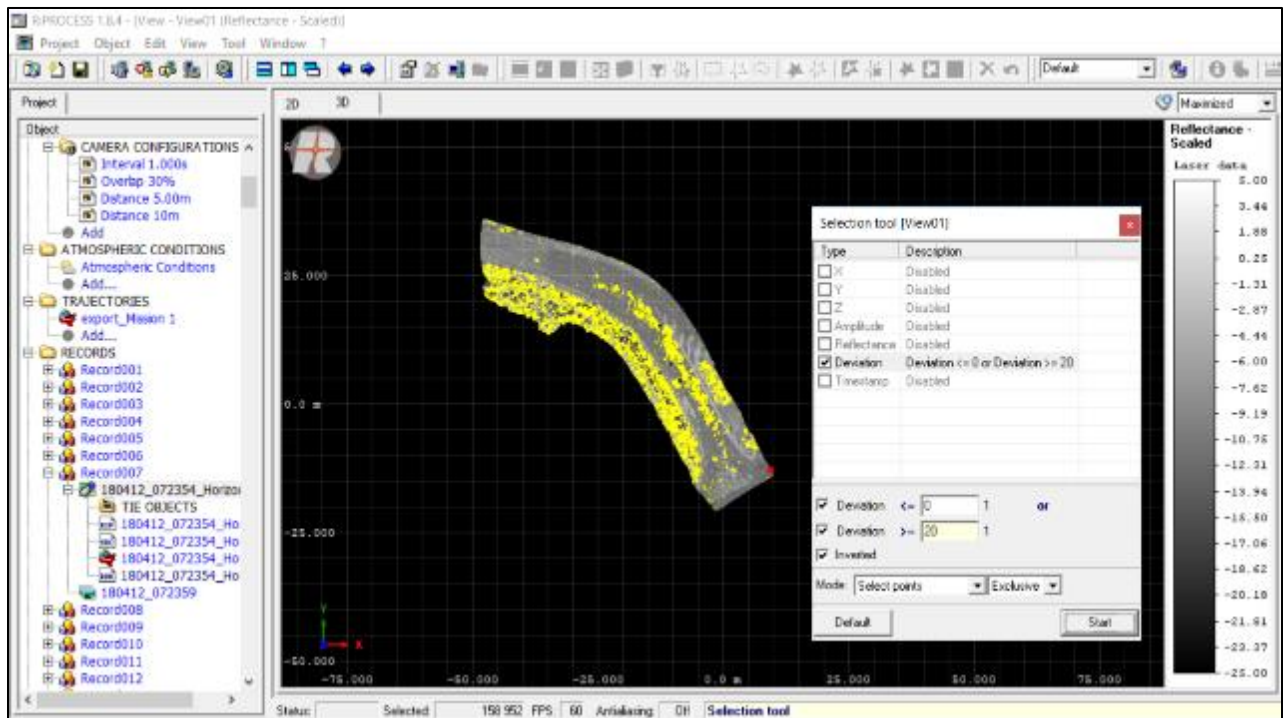 RiPROCESS 1.8.4 - [View - View01 (Reflectance - Scaled)]
Project Object Edit View Tool Window ?
Default
Project
2D 3D
Maximized
Object
CAMERA CONFIGURATIONS
Interval 1.000s
Overlap 30%
Distance 5.00m
Distance 10m
Add
ATMOSPHERIC CONDITIONS
Atmospheric Conditions
Add...
TRAJECTORIES
export_Mission 1
Add...
RECORDS
Record001
Record002
Record003
Record004
Record005
Record006
Record007
180412_072354_Horizo
TIE OBJECTS
180412_072354_Ho
180412_072354_Ho
180412_072354_Ho
180412_072354_Ho
180412_072359
Record008
Record009
Record010
Record011
Record012
25.000
0.0 m
-25.000
-50.000
Y
X
-75.000 -50.000 -25.000 0.0 m 25.000 50.000 75.000
Selection tool [View01]
Type Description
X Disabled
Y Disabled
Z Disabled
Amplitude Disabled
Reflectance Disabled
Deviation Deviation <= 0 or Deviation >= 20
Timestamp Disabled
Deviation <= 0 1 or
Deviation >= 20 1
Inverted
Mode: Select points Exclusive
Default Start
Reflectance -
Scaled
Laser data
5.00
3.44
1.88
0.25
-1.31
-2.87
-4.44
-6.00
-7.62
-9.19
-10.75
-12.31
-13.94
-15.50
-17.06
-18.62
-20.18
-21.81
-23.37
-25.00
Status: Selected: 158 952 FPS: 60 Antialiasing: Off Selection tool